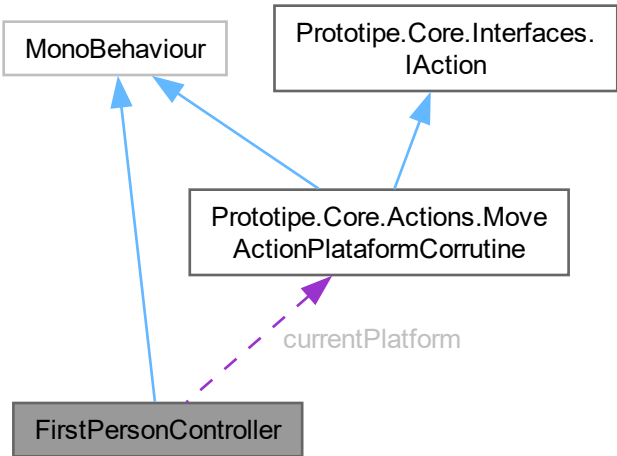 MonoBehaviour
Prototipe.Core.Interfaces.
IAction
Prototipe.Core.Actions.Move
ActionPlataformCorrutine
currentPlatform
FirstPersonController